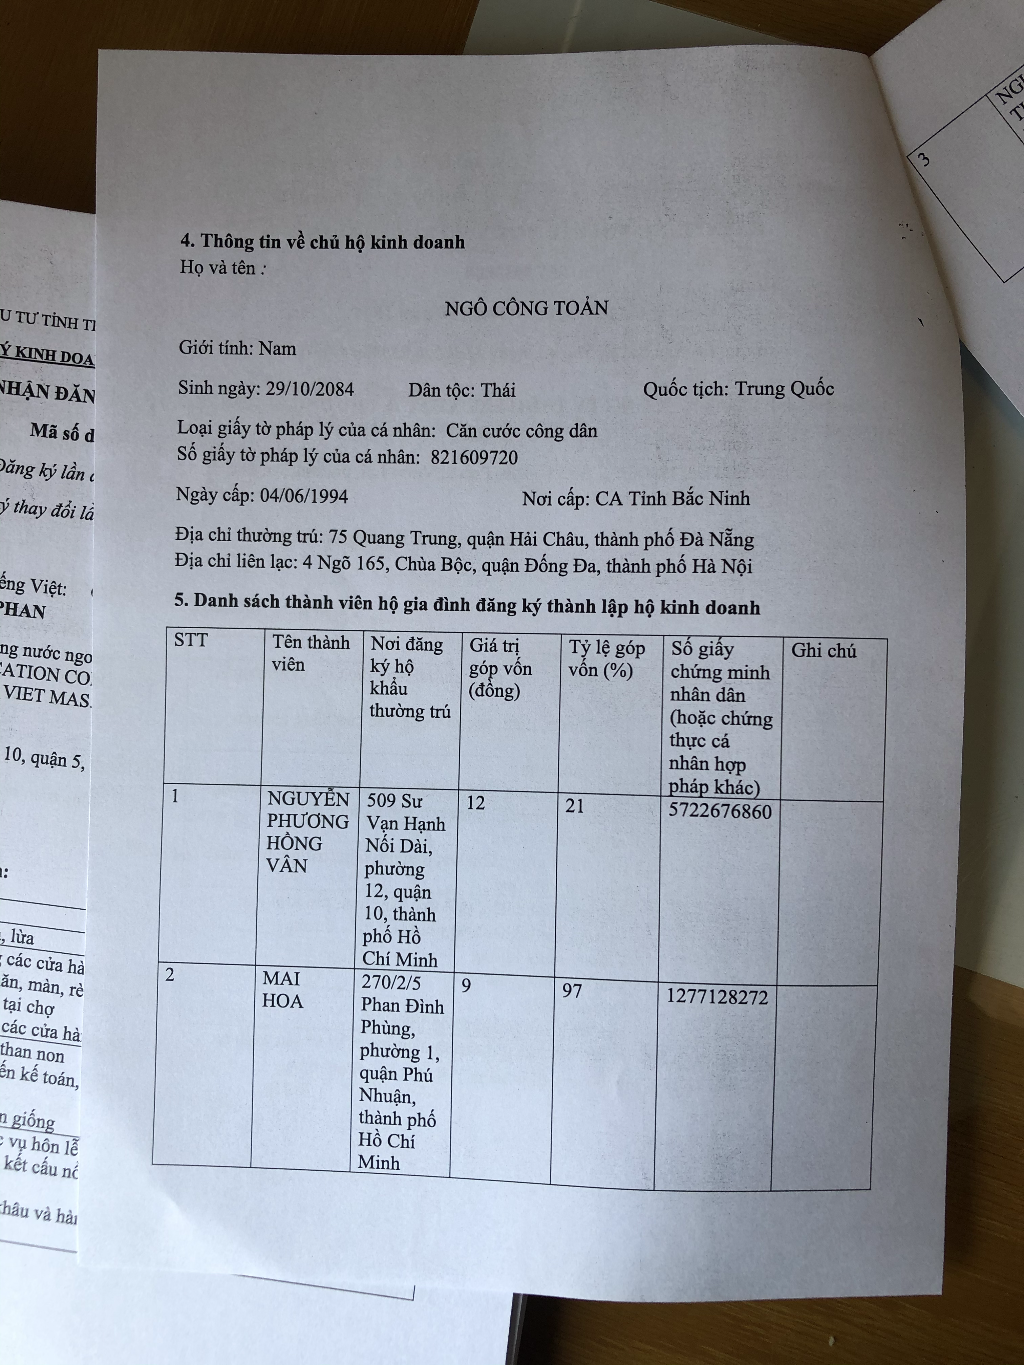 4. Thông tin về chủ hộ kinh doanh
Họ và tên :
NGÔ CÔNG TOẢN
Giới tính: Nam
Sinh ngày: 29/10/2084 Dân tộc: Thái Quốc tịch: Trung Quốc
Loại giấy tờ pháp lý của cá nhân: Căn cước công dân
Số giấy tờ pháp lý của cá nhân: 821609720
Ngày cấp: 04/06/1994 Nơi cấp: CA Tỉnh Bắc Ninh
Địa chỉ thường trú: 75 Quang Trung, quận Hải Châu, thành phố Đà Nẵng
Địa chỉ liên lạc: 4 Ngõ 165, Chùa Bộc, quận Đống Đa, thành phố Hà Nội
5. Danh sách thành viên hộ gia đình đăng ký thành lập hộ kinh doanh
STT
Tên thành
viên
Nơi đăng
ký hộ
khẩu
thường trú
Giá trị
góp vốn
(đồng)
Tỷ lệ góp
vốn (%)
Số giấy
chứng minh
nhân dân
(hoặc chứng
thực cá
nhân hợp
pháp khác)
Ghi chú
1
NGUYỄN
PHƯƠNG
HỒNG
VÂN
509 Sư
Vạn Hạnh
Nối Dài,
phường
12, quận
10, thành
phố Hồ
Chí Minh
12
21
5722676860
2
MAI
HOA
270/2/5
Phan Đình
Phùng,
phường 1,
quận Phú
Nhuận,
thành phố
Hồ Chí
Minh
9
97
1277128272
U TƯ TỈNH
Ý KINH DOA
NHẬN ĐĂN
Mã số
Đăng ký lần
ý thay đổi lầ
ếng Việt:
PHAN
ng nước ngo
CATION CO
VIET MAS
10, quận 5,
, lừa
các cửa hà
ăn, màn, rè
tại chợ
các cửa hà
than non
ến kế toán,
n giống
vụ hôn lễ
kết cấu
khâu và hà
3